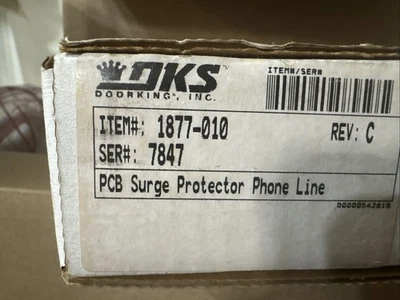 DKS
DOORKING, INC.
ITEM#/SER#
ITEM#: 1877-010 REV: C
SER#: 7847
PCB Surge Protector Phone Line